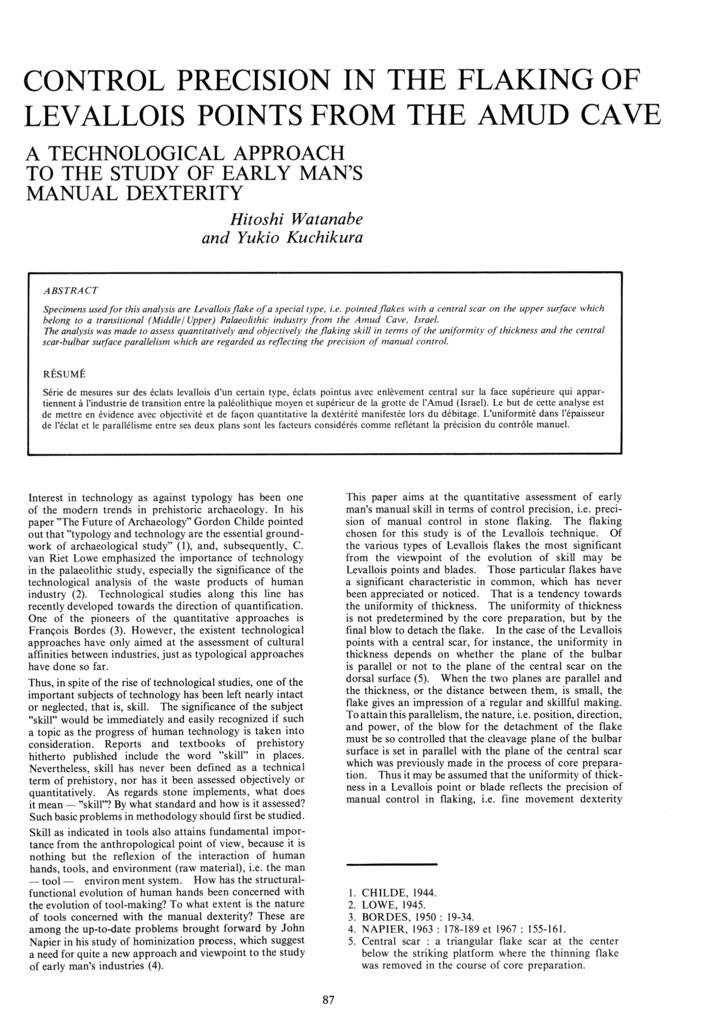 CONTROL PRECISION IN THE FLAKING OF
LEVALLOIS POINTS FROM THE AMUD CAVE
A TECHNOLOGICAL APPROACH
TO THE STUDY OF EARLY MAN'S
MANUAL DEXTERITY
Hitoshi Watanabe
and Yukio Kuchikura
ABSTRACT
Specimens used for this analysis are Levallois flake of a special type, i.e. pointed flakes with a central scar on the upper surface which
belong to a transitional (Middle/Upper) Palaeolithic industry from the Amud Cave, Israel.
The analysis was made to assess quantitatively and objectively the flaking skill in terms of the uniformity of thickness and the central
scar-bulbar surface parallelism which are regarded as reflecting the precision of manual control.
RÉSUMÉ
Série de mesures sur des éclats levallois d'un certain type, éclats pointus avec enlèvement central sur la face supérieure qui appar-
tiennent à l'industrie de transition entre la paléolithique moyen et supérieur de la grotte de l'Amud (Israel). Le but de cette analyse est
de mettre en évidence avec objectivité et de façon quantitative la dextérité manifestée lors du débitage. L'uniformité dans l'épaisseur
de l'éclat et le parallélisme entre ses deux plans sont les facteurs considérés comme reflétant la précision du contrôle manuel.
Interest in technology as against typology has been one
of the modern trends in prehistoric archaeology. In his
paper "The Future of Archaeology" Gordon Childe pointed
out that "typology and technology are the essential ground-
work of archaeological study" (1), and, subsequently, C.
van Riet Lowe emphasized the importance of technology
in the palaeolithic study, especially the significance of the
technological analysis of the waste products of human
industry (2). Technological studies along this line has
recently developed towards the direction of quantification.
One of the pioneers of the quantitative approaches is
François Bordes (3). However, the existent technological
approaches have only aimed at the assessment of cultural
affinities between industries, just as typological approaches
have done so far.
Thus, in spite of the rise of technological studies, one of the
important subjects of technology has been left nearly intact
or neglected, that is, skill. The significance of the subject
"skill" would be immediately and easily recognized if such
a topic as the progress of human technology is taken into
consideration. Reports and textbooks of prehistory
hitherto published include the word "skill" in places.
Nevertheless, skill has never been defined as a technical
term of prehistory, nor has it been assessed objectively or
quantitatively. As regards stone implements, what does
it mean — "skill"? By what standard and how is it assessed?
Such basic problems in methodology should first be studied.
Skill as indicated in tools also attains fundamental impor-
tance from the anthropological point of view, because it is
nothing but the reflexion of the interaction of human
hands, tools, and environment (raw material), i.e. the man
— tool — environ ment system. How has the structural-
functional evolution of human hands been concerned with
the evolution of tool-making? To what extent is the nature
of tools concerned with the manual dexterity? These are
among the up-to-date problems brought forward by John
Napier in his study of hominization process, which suggest
a need for quite a new approach and viewpoint to the study
of early man's industries (4).
This paper aims at the quantitative assessment of early
man's manual skill in terms of control precision, i.e. preci-
sion of manual control in stone flaking. The flaking
chosen for this study is of the Levallois technique. Of
the various types of Levallois flakes the most significant
from the viewpoint of the evolution of skill may be
Levallois points and blades. Those particular flakes have
a significant characteristic in common, which has never
been appreciated or noticed. That is a tendency towards
the uniformity of thickness. The uniformity of thickness
is not predetermined by the core preparation, but by the
final blow to detach the flake. In the case of the Levallois
points with a central scar, for instance, the uniformity in
thickness depends on whether the plane of the bulbar
is parallel or not to the plane of the central scar on the
dorsal surface (5). When the two planes are parallel and
the thickness, or the distance between them, is small, the
flake gives an impression of a regular and skillful making.
To attain this parallelism, the nature, i.e. position, direction,
and power, of the blow for the detachment of the flake
must be so controlled that the cleavage plane of the bulbar
surface is set in parallel with the plane of the central scar
which was previously made in the process of core prepara-
tion. Thus it may be assumed that the uniformity of thick-
ness in a Levallois point or blade reflects the precision of
manual control in flaking, i.e. fine movement dexterity
1. CHILDE, 1944.
2. LOWE, 1945.
3. BORDES, 1950 : 19-34.
4. NAPIER, 1963 : 178-189 et 1967 : 155-161.
5. Central scar : a triangular flake scar at the center
below the striking platform where the thinning flake
was removed in the course of core preparation.
87